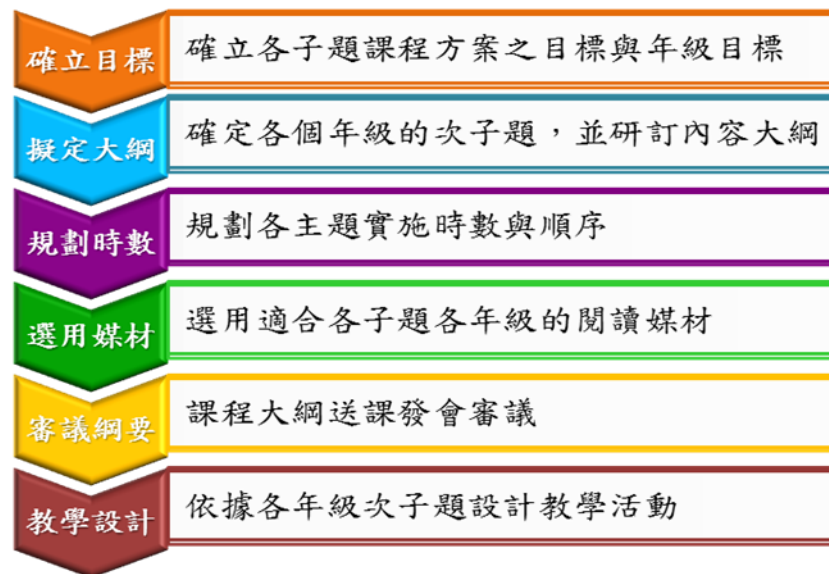 確立目標
確立各子題課程方案之目標與年級目標
擬定大綱
確定各個年級的次子題，並研訂內容大綱
規劃時數
規劃各主題實施時數與順序
選用媒材
選用適合各子題各年級的閱讀媒材
審議綱要
課程大綱送課發會審議
教學設計
依據各年級次子題設計教學活動